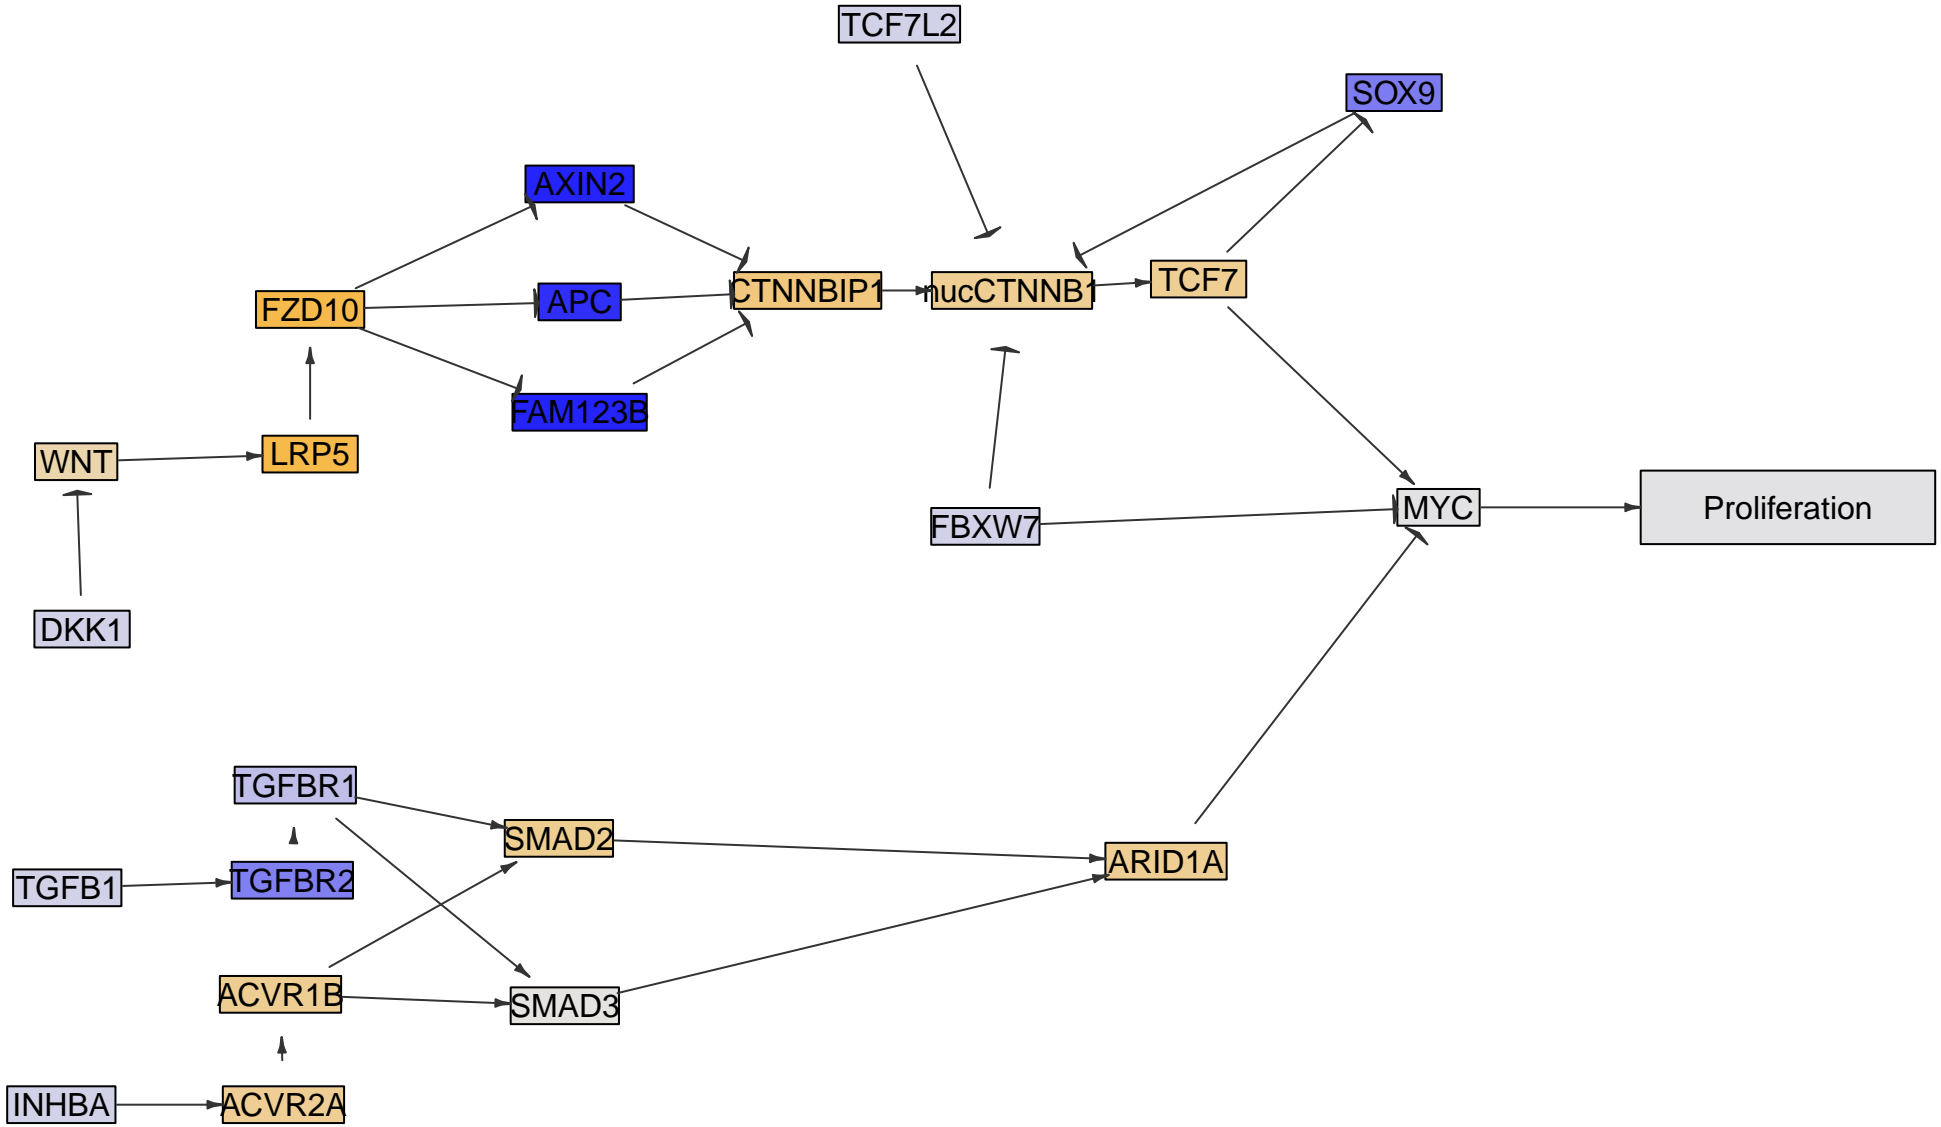 TCF7L2
SOX9
AXIN2
CTNNBIP1
nucCTNNB1
TCF7
APC
FZD10
FAM123B
WNT
LRP5
FBXW7
MYC
Proliferation
DKK1
TGFBR1
SMAD2
ARID1A
TGFB1
TGFBR2
ACVR1B
SMAD3
INHBA
ACVR2A